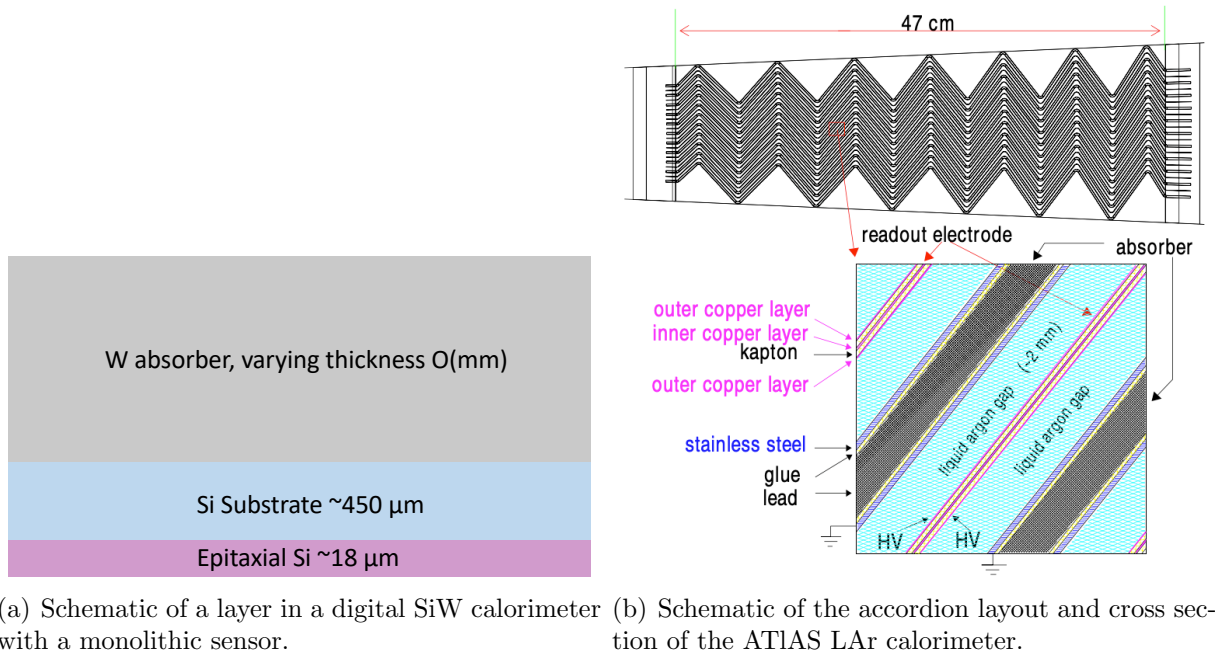 47 cm
readout electrode
absorber
outer copper layer
inner copper layer
kapton
outer copper layer
liquid argon gap
(~2 mm)
liquid argon gap
stainless steel
glue
lead
HV
HV
W absorber, varying thickness O(mm)
Si Substrate ~450 μm
Epitaxial Si ~18 μm
(a) Schematic of a layer in a digital SiW calorimeter
with a monolithic sensor.
(b) Schematic of the accordion layout and cross sec-
tion of the ATlAS LAr calorimeter.